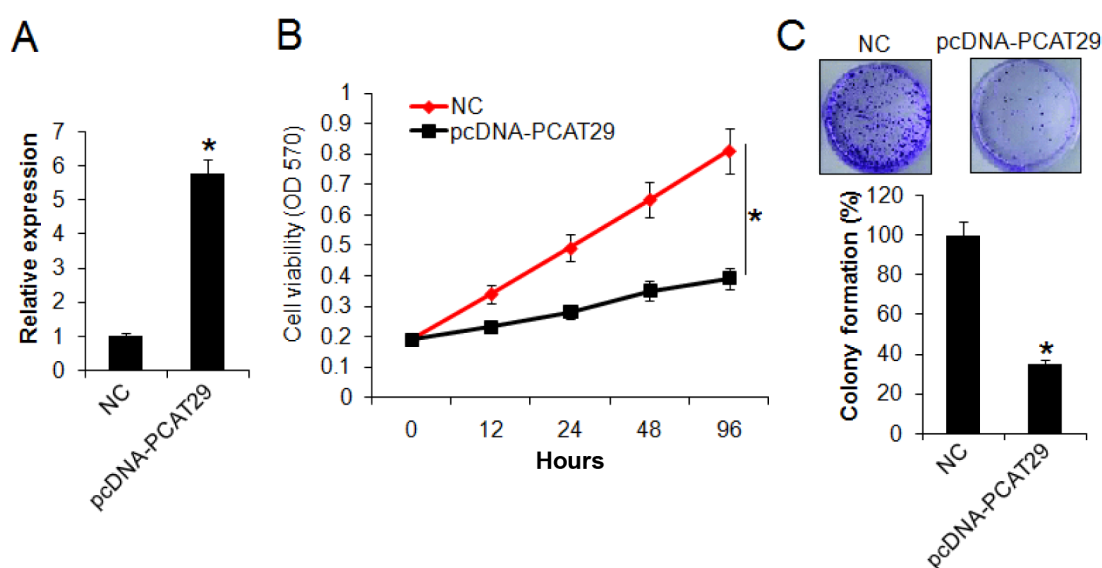 A
Relative expression
7
6
5
4
3
2
1
0
*
NC
pcDNA-PCAT29
B
Cell viability (OD 570)
1
0.9
0.8
0.7
0.6
0.5
0.4
0.3
0.2
0.1
0
NC
pcDNA-PCAT29
*
0 12 24 48 96
Hours
C
NC pcDNA-PCAT29
Colony formation (%)
120
100
80
60
40
20
0
*
NC
pcDNA-PCAT29